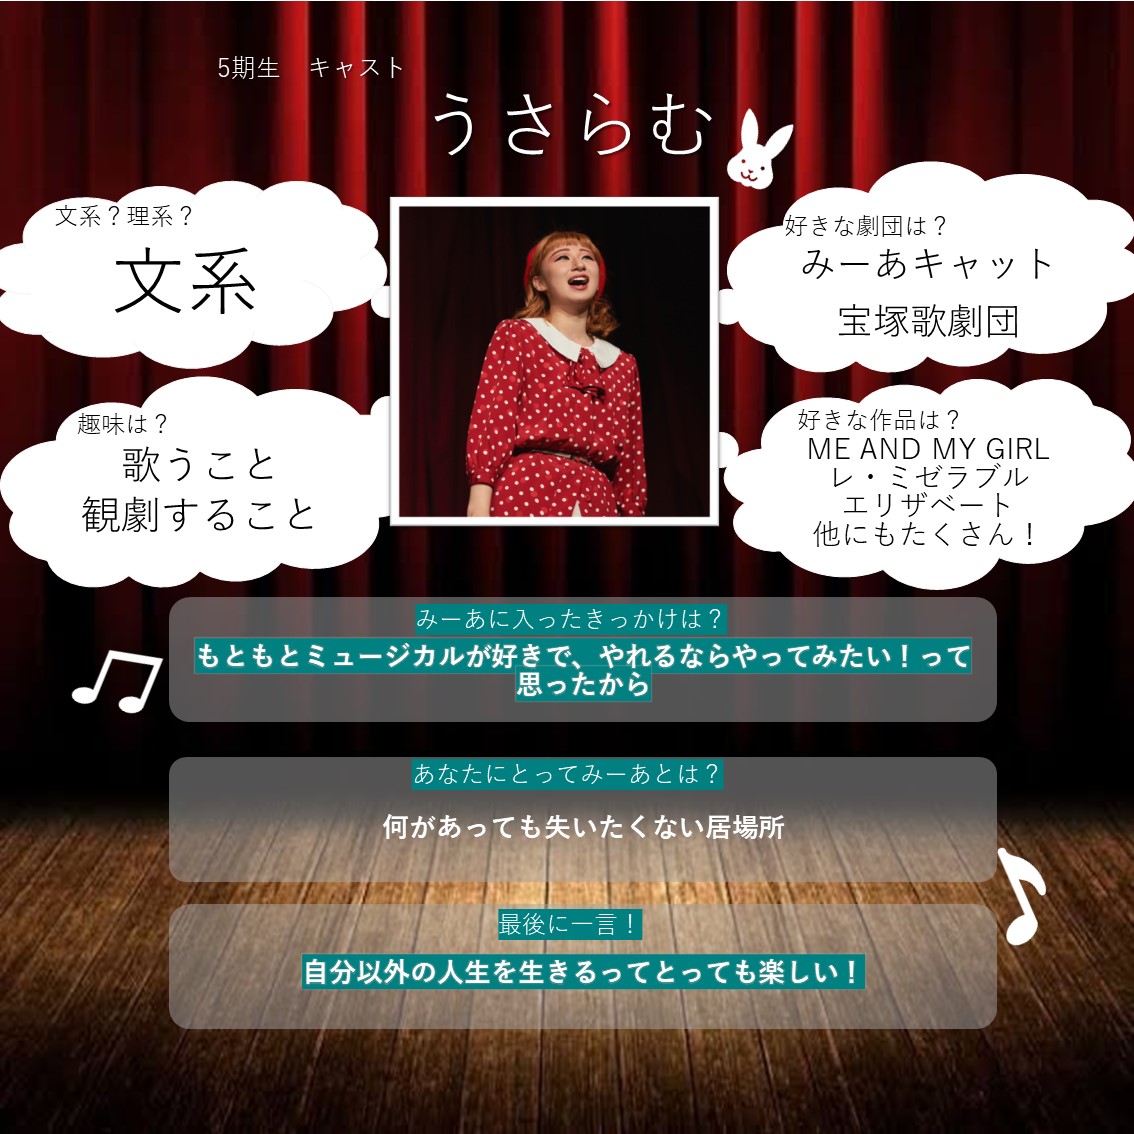 5期生　キャスト
うさらむ
文系？理系？
文系
好きな劇団は？
みーあキャット
宝塚歌劇団
趣味は？
歌うこと
観劇すること
好きな作品は？
ME AND MY GIRL
レ・ミゼラブル
エリザベート
他にもたくさん！
みーあに入ったきっかけは？
もともとミュージカルが好きで、やれるならやってみたい！って
思ったから
あなたにとってみーあとは？
何があっても失いたくない居場所
最後に一言！
自分以外の人生を生きるってとっても楽しい！